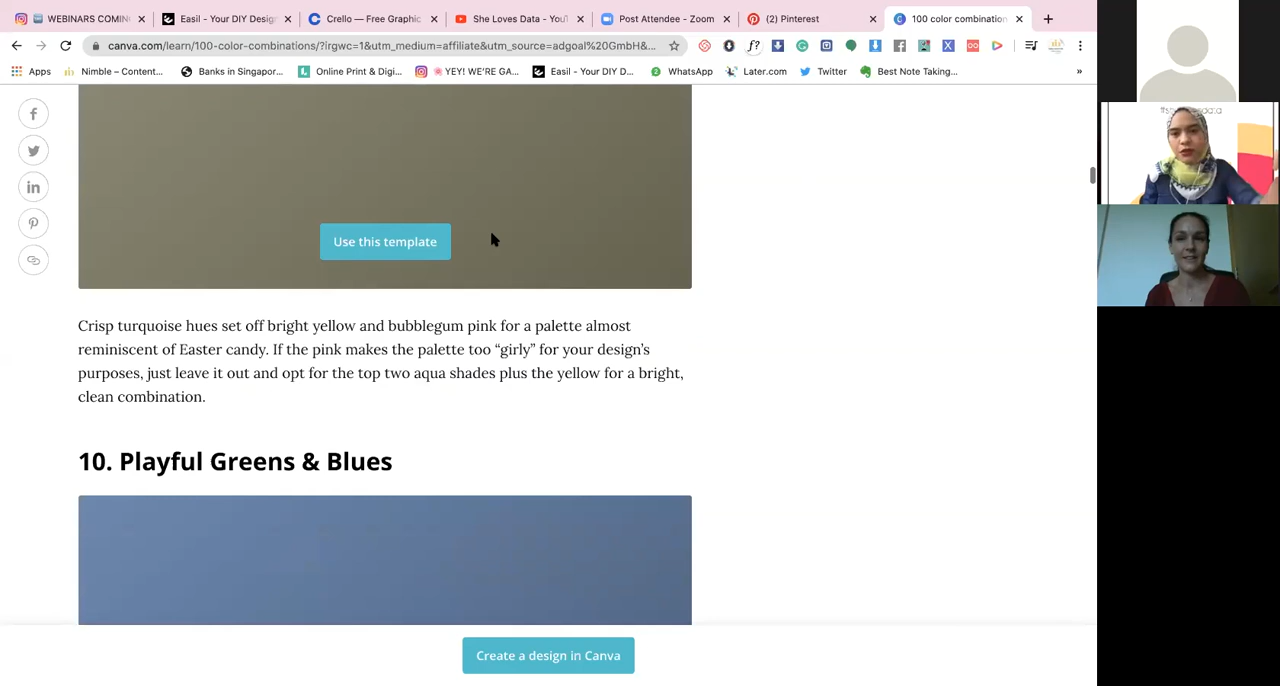 WEBINARS COMIN
Easil - Your DIY Desig
Crello — Free Graphic
She Loves Data - YouT
Post Attendee - Zoom
(2) Pinterest
100 color combination
canva.com/learn/100-color-combinations/?irgwc=1&utm_medium=affiliate&utm_source=adgoal%20GmbH&...
Apps
Nimble – Content...
Banks in Singapor...
Online Print & Digi...
YEY! WE'RE GA...
Easil - Your DIY D...
WhatsApp
Later.com
Twitter
Best Note Taking...
»
Use this template
Crisp turquoise hues set off bright yellow and bubblegum pink for a palette almost
reminiscent of Easter candy. If the pink makes the palette too “girly” for your design’s
purposes, just leave it out and opt for the top two aqua shades plus the yellow for a bright,
clean combination.
10. Playful Greens & Blues
Create a design in Canva